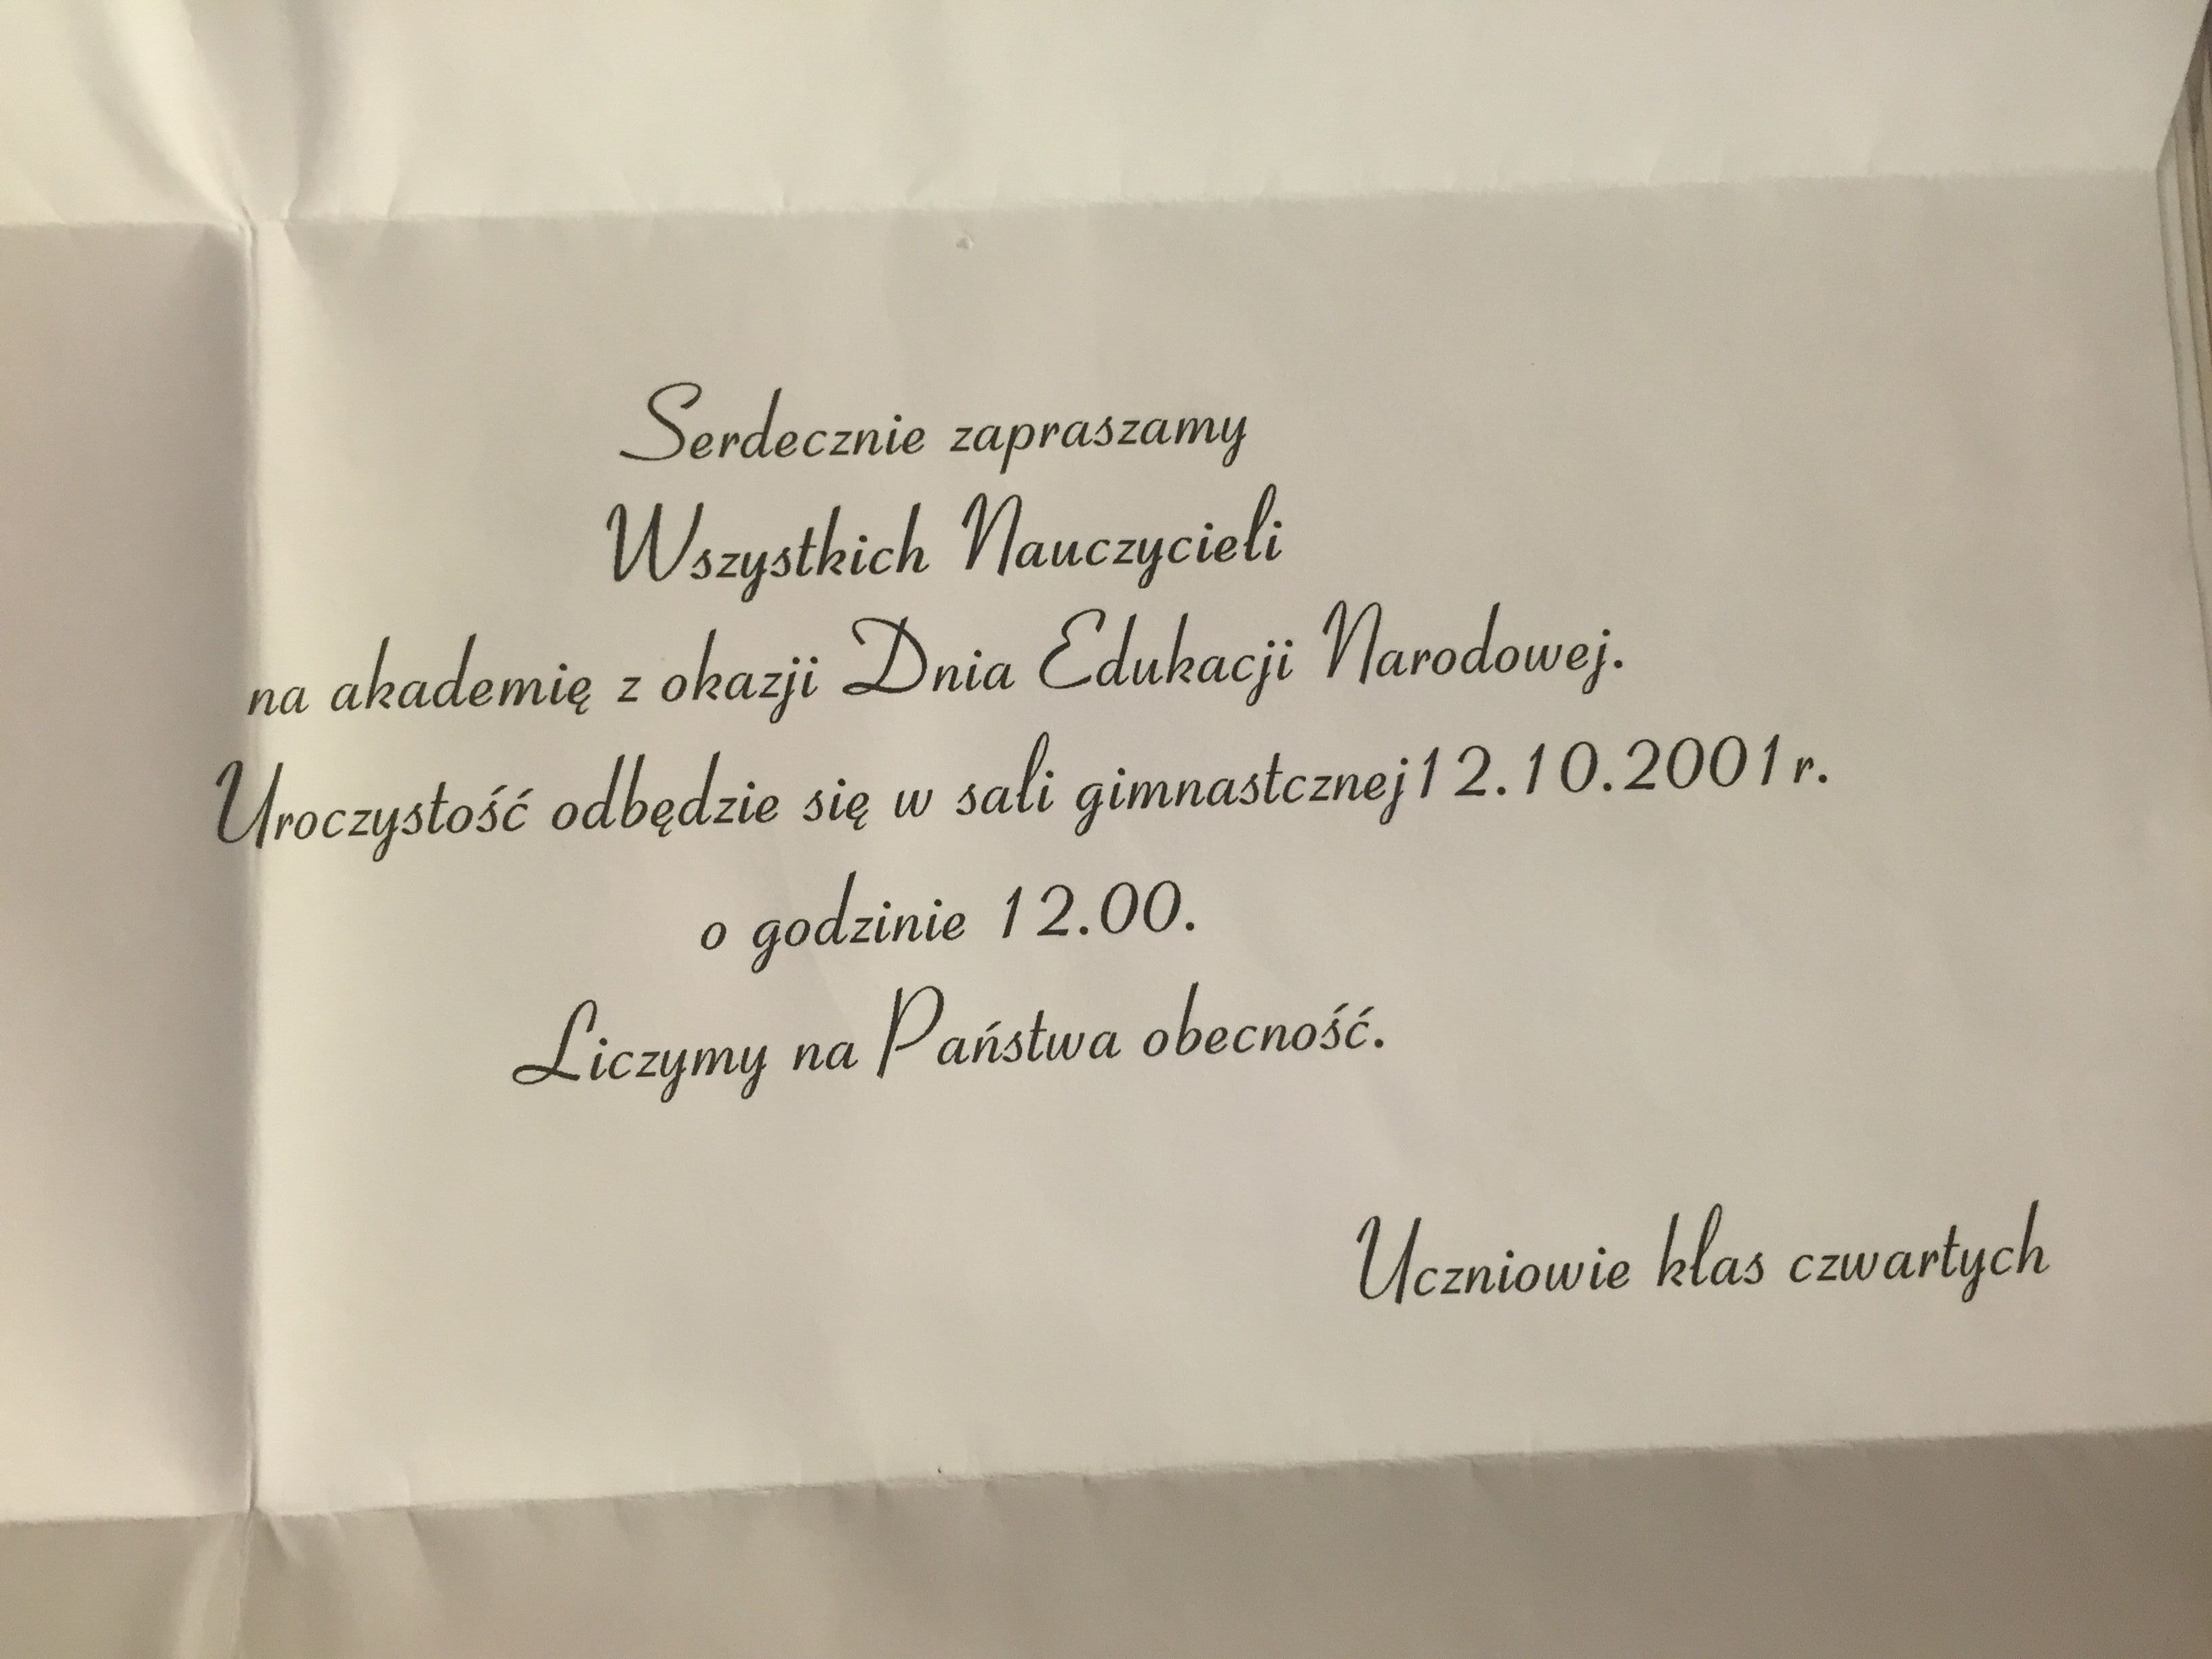 Serdecznie zapraszamy
Wszystkich Nauczycieli
na akademię z okazji Dnia Edukacji Narodowej.
Uroczystość odbędzie się w sali gimnastcznej12.10.2001r.
o godzinie 12.00.
Liczymy na Państwa obecność.
Uczniowie klas czwartych